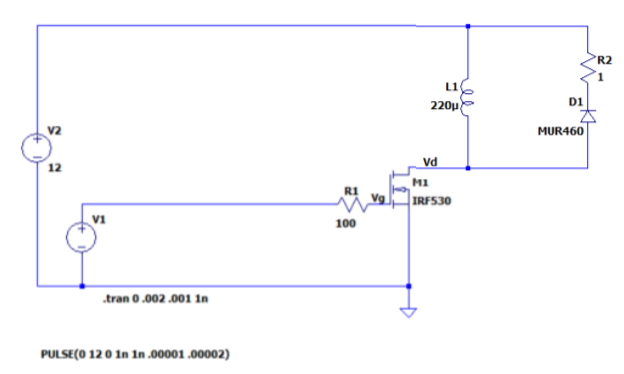 R2
1
L1
220µ
D1
MUR460
V2
12
Vd
M1
IRF530
R1
100
Vg
V1
.tran 0 .002 .001 1n
PULSE(0 12 0 1n 1n .00001 .00002)